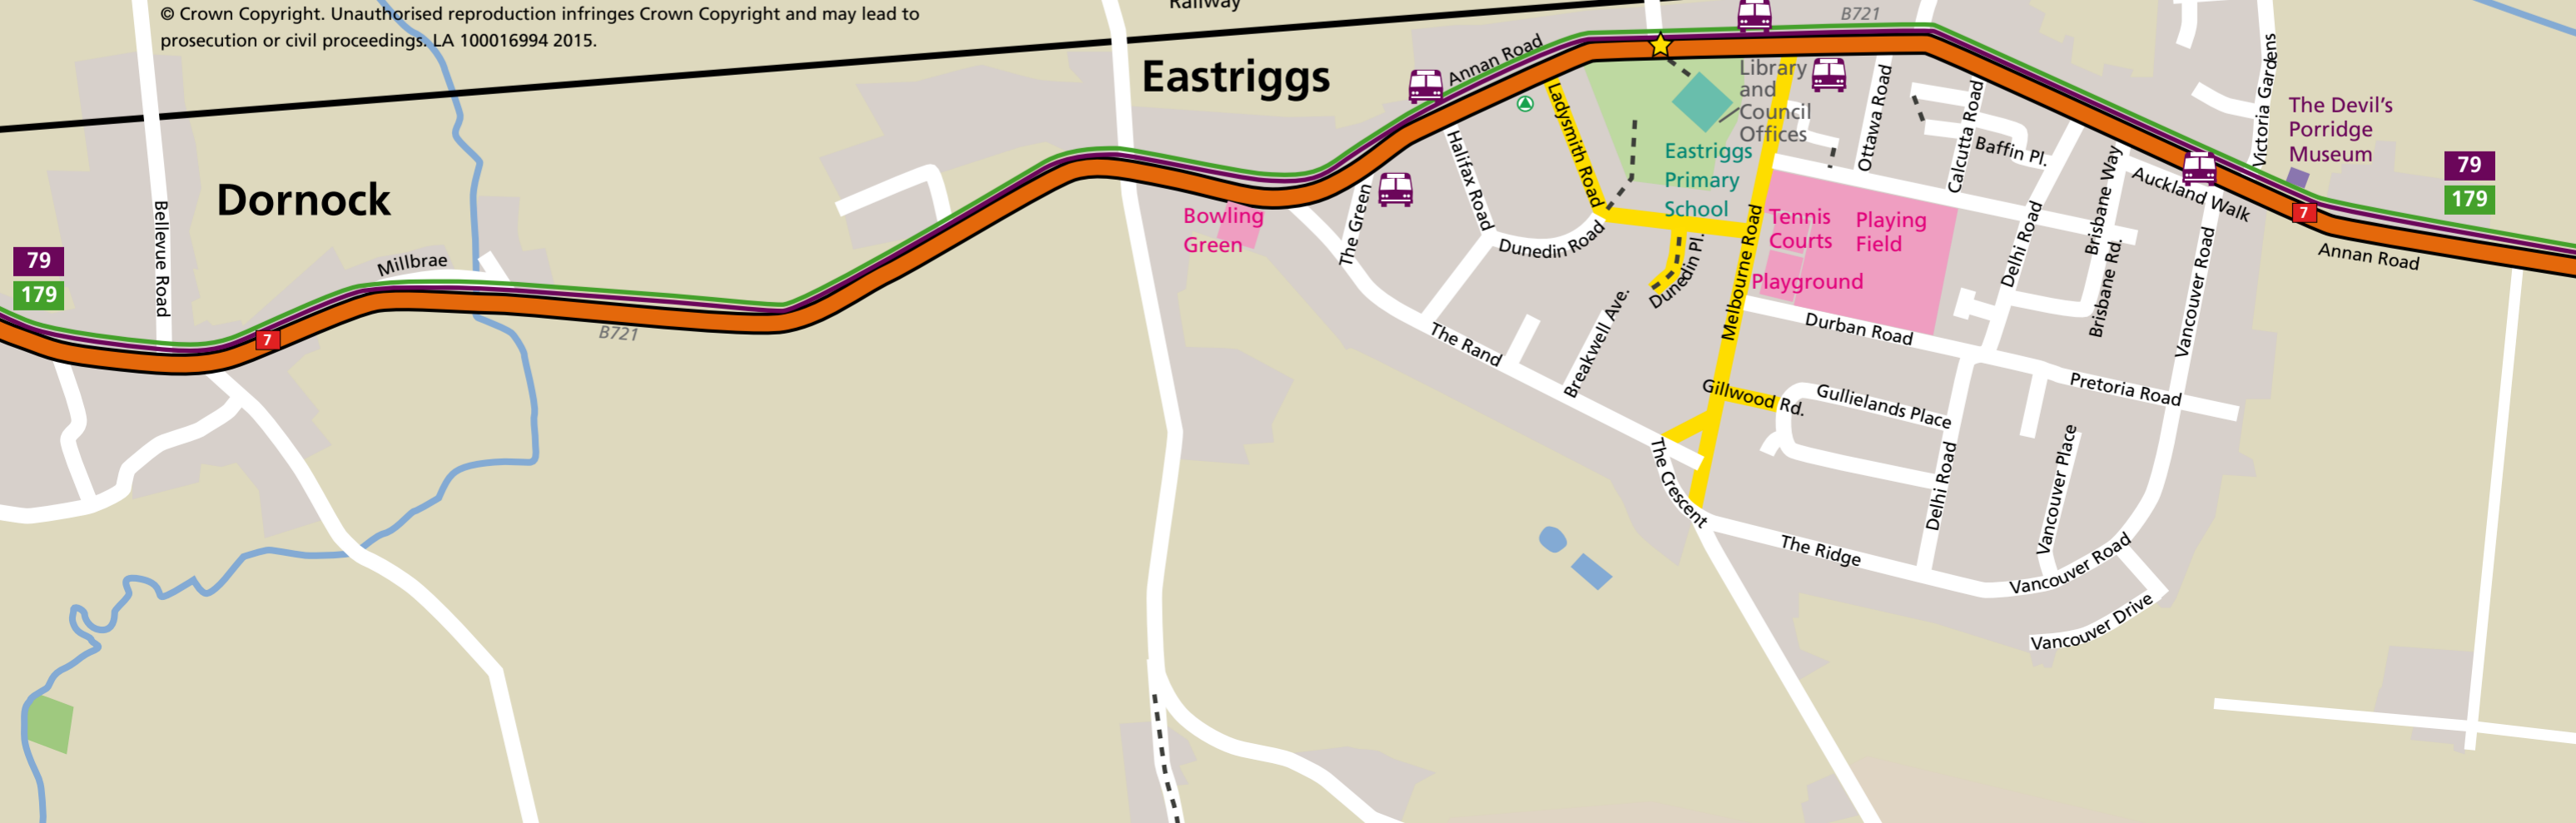 © Crown Copyright. Unauthorised reproduction infringes Crown Copyright and may lead to
prosecution or civil proceedings. LA 100016994 2015.
Railway
B721
Eastriggs
Annan Road
Library
and
Council
Offices
Ladysmith Road
Halifax Road
Eastriggs
Primary
School
Ottawa Road
Calcutta Road
Baffin Pl.
Victoria Gardens
The Devil's
Porridge
Museum
79
179
Dornock
Bellevue Road
Millbrae
79
179
7
B721
Bowling
Green
The Green
Dunedin Road
Dunedin Pl.
Melbourne Road
Tennis
Courts
Playing
Field
Playground
Delhi Road
Brisbane Way
Brisbane Rd.
Auckland Walk
Vancouver Road
7
Annan Road
The Rand
Breakwell Ave.
Durban Road
Pretoria Road
Gillwood Rd.
Gullielands Place
The Crescent
Delhi Road
Vancouver Place
The Ridge
Vancouver Road
Vancouver Drive